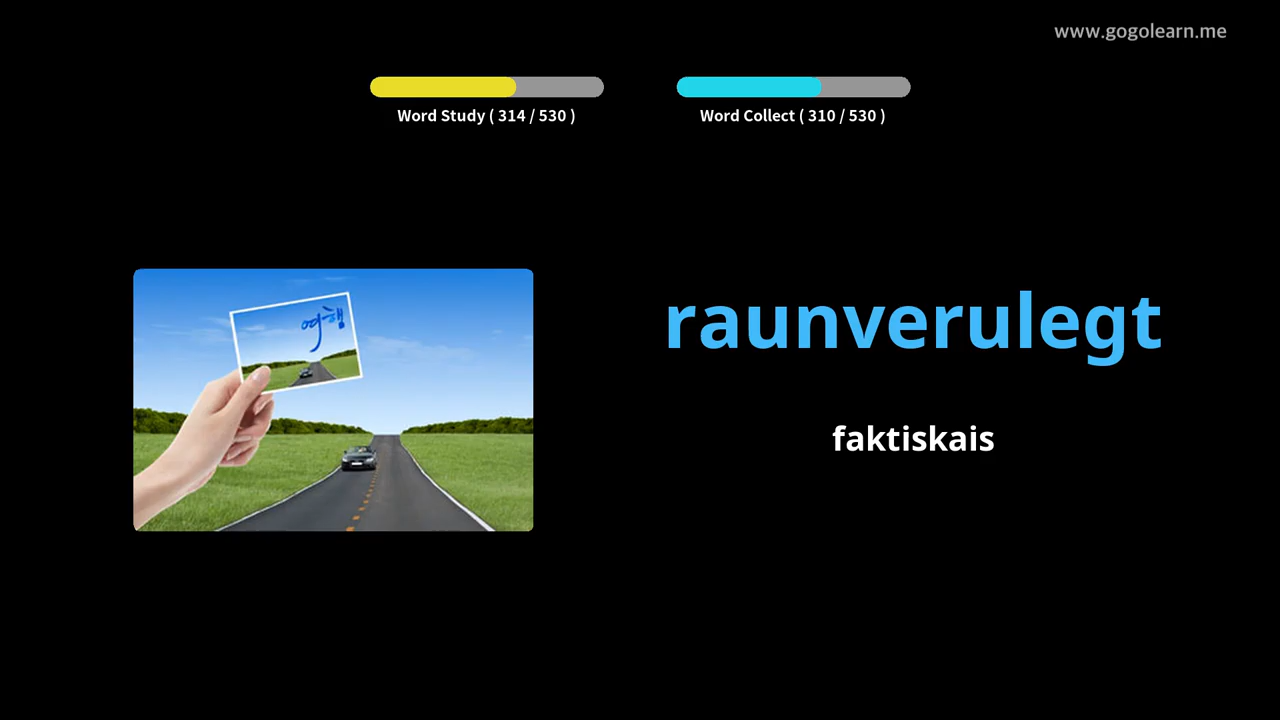 www.gogolearn.me
Word Study ( 314 / 530 )
Word Collect ( 310 / 530 )
여행
raunverulegt
faktiskais